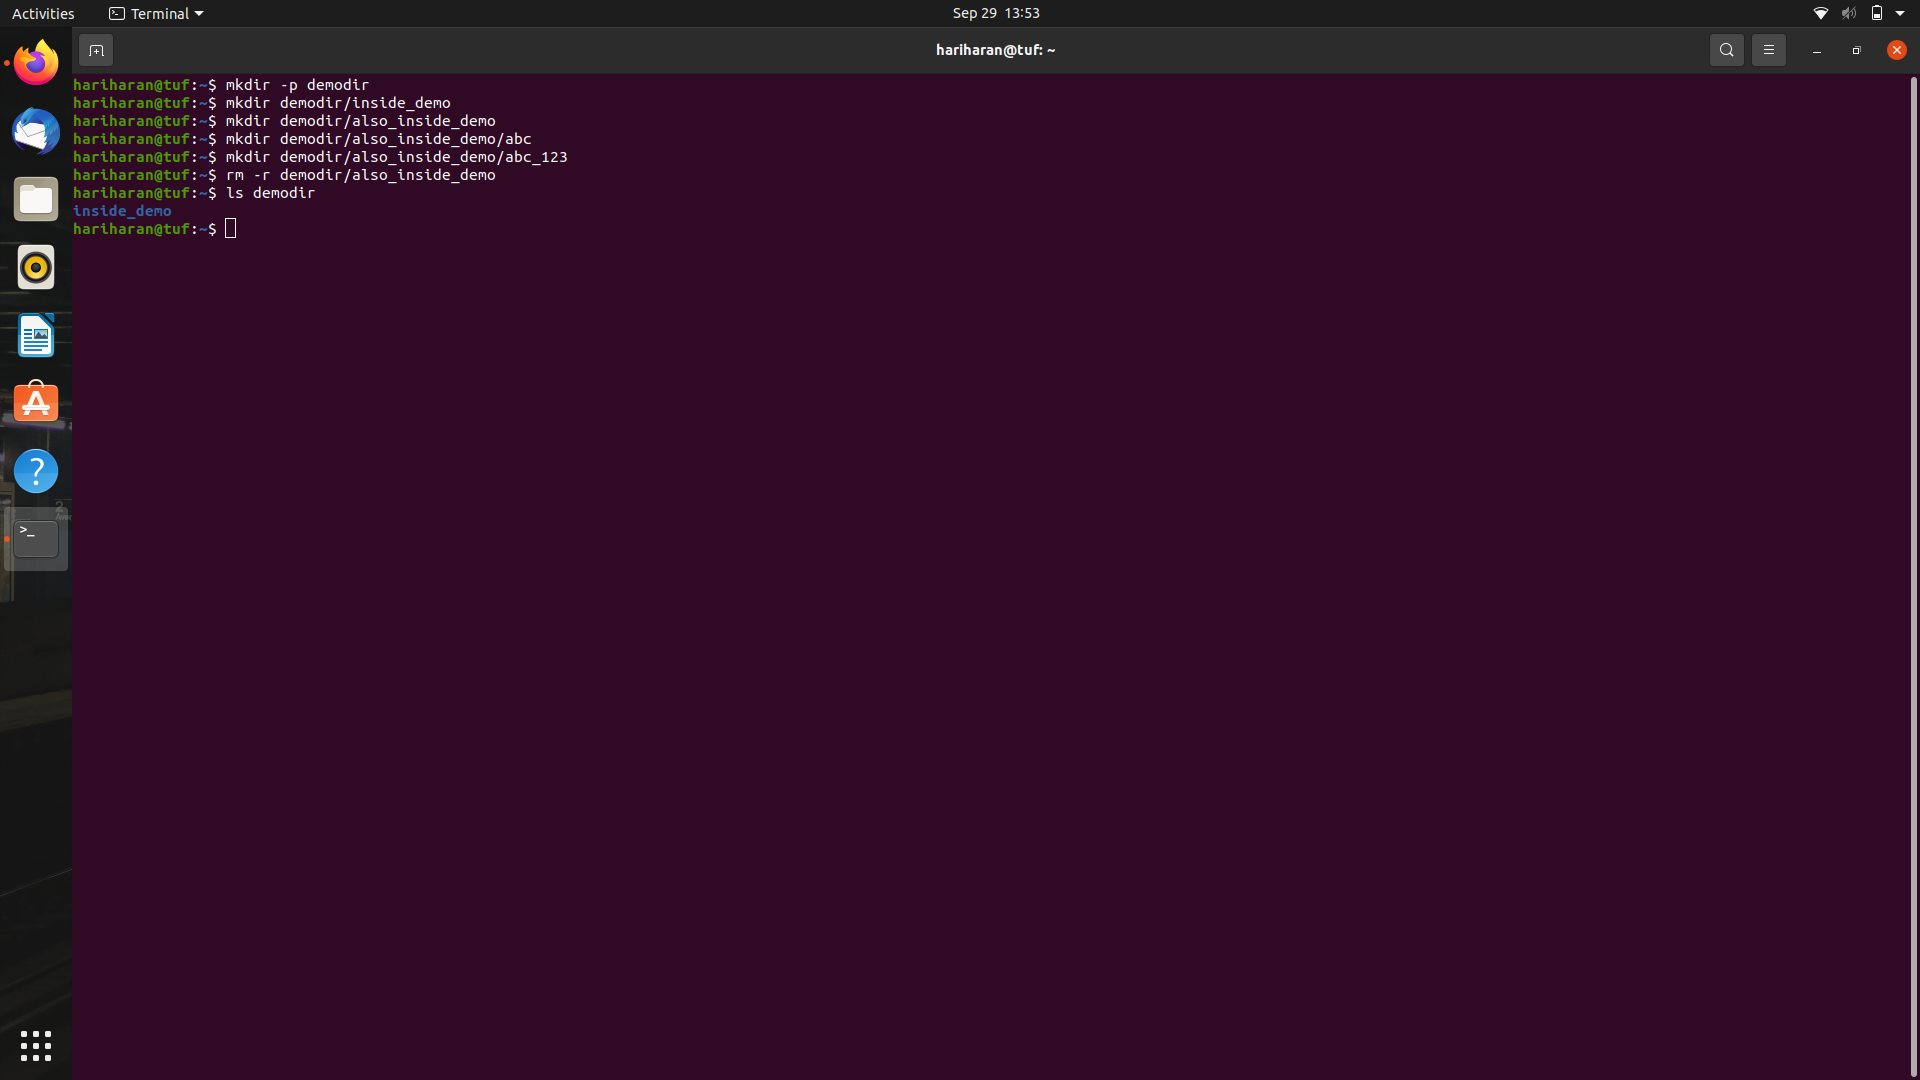 Activities
Terminal
Sep 29 13:53
hariharan@tuf: ~
hariharan@tuf:~$ mkdir -p demodir
hariharan@tuf:~$ mkdir demodir/inside_demo
hariharan@tuf:~$ mkdir demodir/also_inside_demo
hariharan@tuf:~$ mkdir demodir/also_inside_demo/abc
hariharan@tuf:~$ mkdir demodir/also_inside_demo/abc_123
hariharan@tuf:~$ rm -r demodir/also_inside_demo
hariharan@tuf:~$ ls demodir
inside_demo
hariharan@tuf:~$